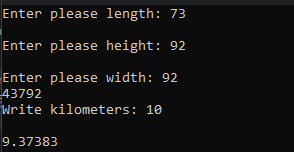 Enter please length: 73
Enter please height: 92
Enter please width: 92
43792
Write kilometers: 10
9.37383